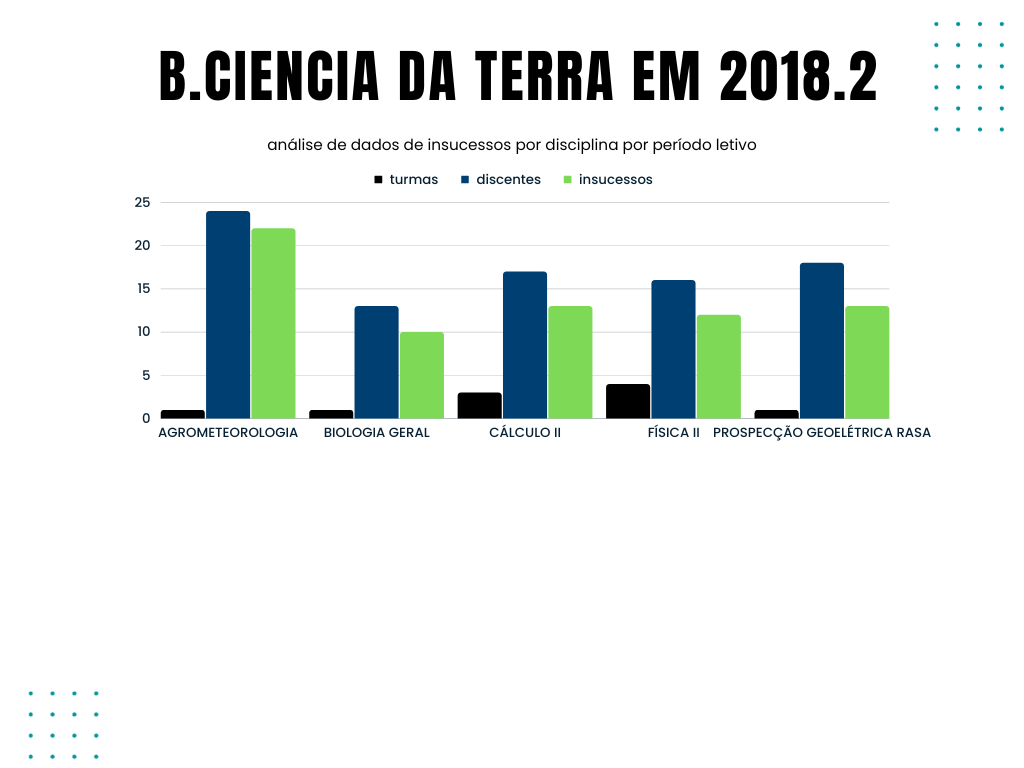 B.CIENCIA DA TERRA EM 2018.2
análise de dados de insucessos por disciplina por período letivo
turmas discentes insucessos
25
20
15
10
5
0
AGROMETEOROLOGIA BIOLOGIA GERAL CÁLCULO II FÍSICA II PROSPECÇÃO GEOELÉTRICA RASA